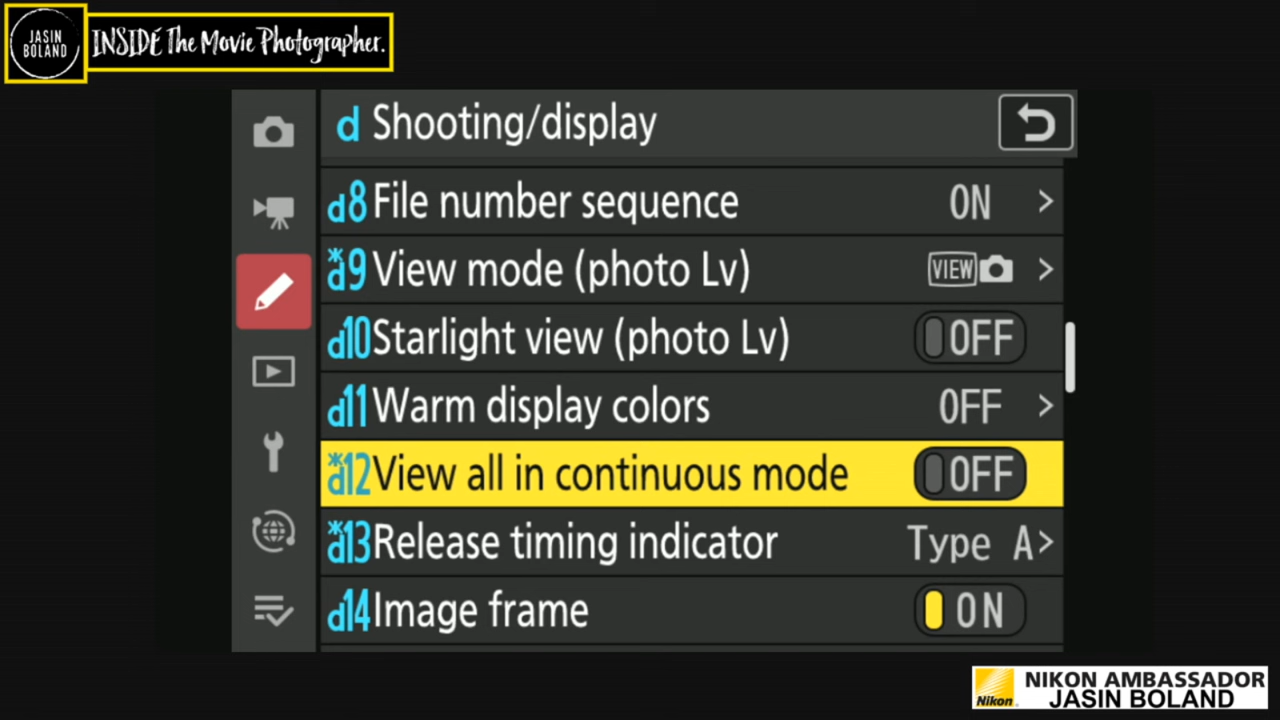 JASIN
BOLAND
INSIDE The Movie Photographer.
d Shooting/display
d8 File number sequence ON >
*d9 View mode (photo Lv) VIEW >
d10 Starlight view (photo Lv) OFF
d11 Warm display colors OFF >
*d12 View all in continuous mode OFF
*d13 Release timing indicator Type A >
d14 Image frame ON
Nikon
NIKON AMBASSADOR
JASIN BOLAND